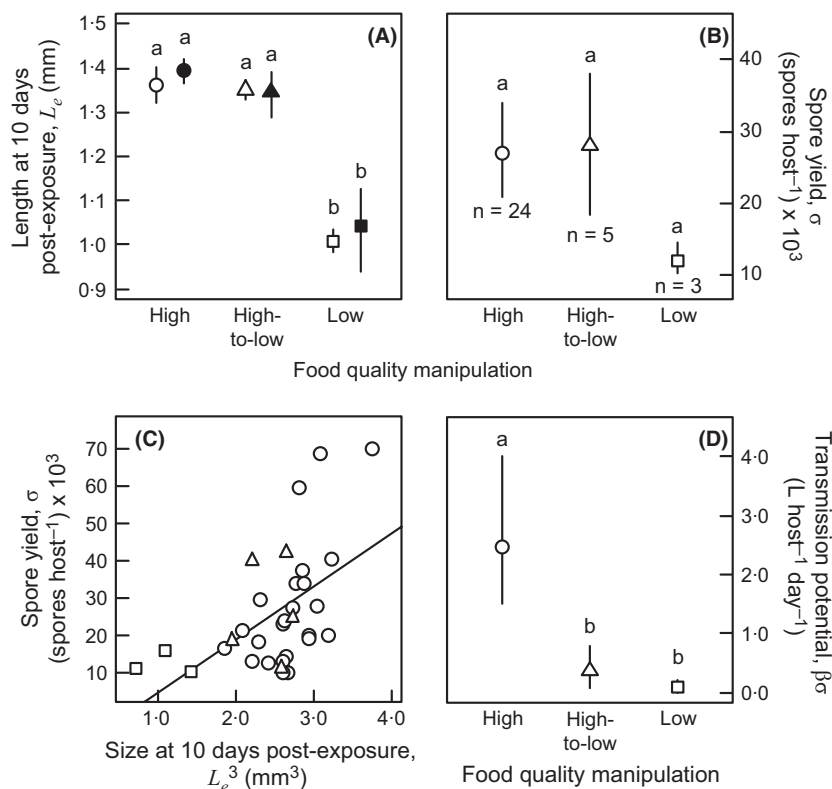 (A)
Length at 10 days
post-exposure, Lₑ (mm)
1·5
1·4
1·3
1·2
1·1
1·0
0·9
a
a
a
a
b
b
High
High-
to-low
Low
(B)
a
a
a
n = 24
n = 5
n = 3
40
30
20
10
Spore yield, σ
(spores host⁻¹) x 10³
High
High-
to-low
Low
Food quality manipulation
(C)
Spore yield, σ
(spores host⁻¹) x 10³
70
60
50
40
30
20
10
1·0
2·0
3·0
4·0
Size at 10 days post-exposure,
Lₑ³ (mm³)
(D)
a
b
b
4·0
3·0
2·0
1·0
0·0
Transmission potential, βσ
(L host⁻¹ day⁻¹)
High
High-
to-low
Low
Food quality manipulation